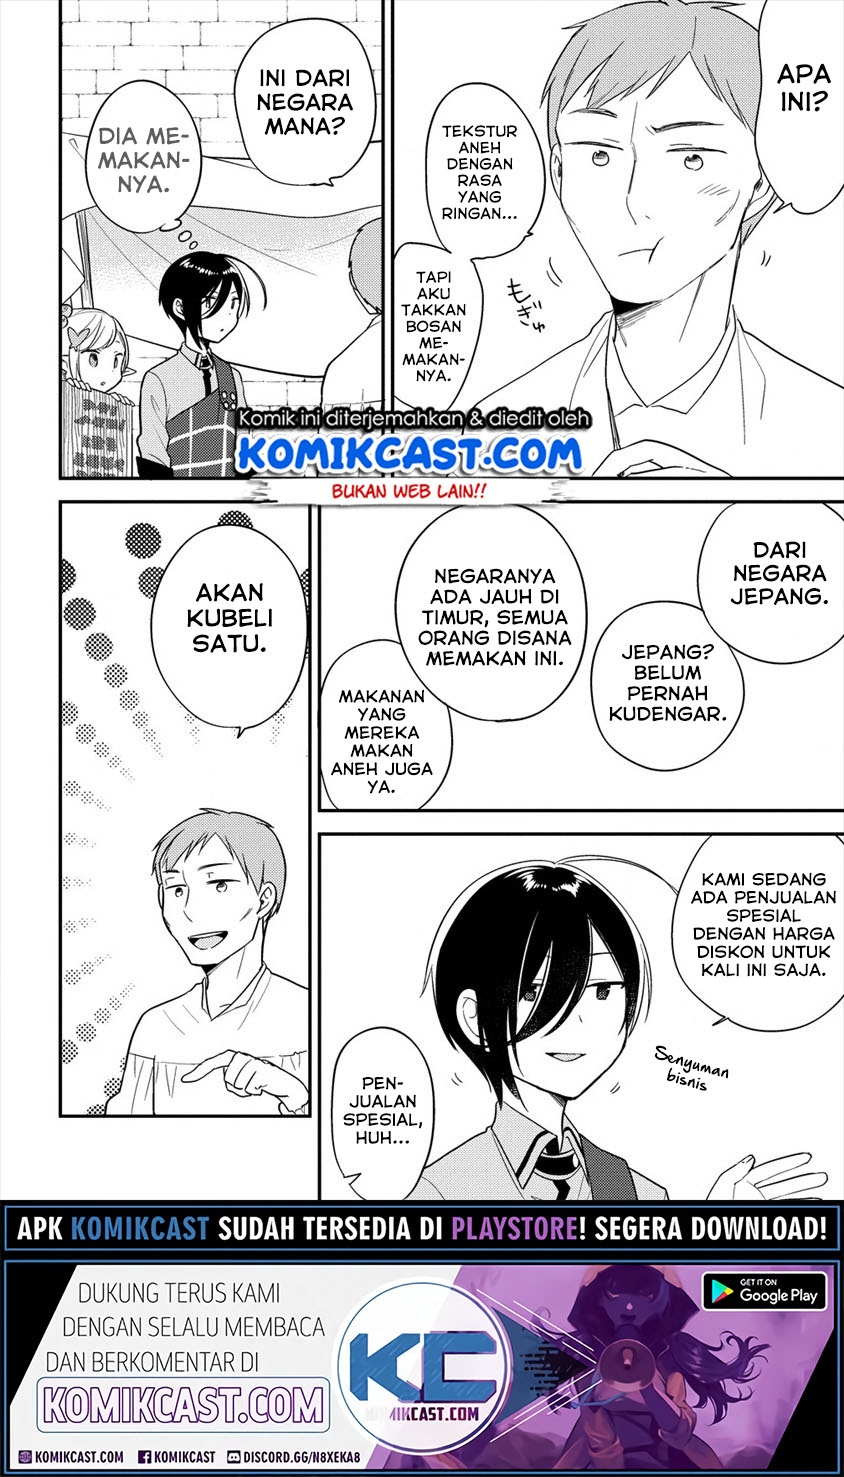 APA
INI?
TEKSTUR
ANEH
DENGAN
RASA
YANG
RINGAN...
TAPI
AKU
TAKKAN
BOSAN
ME-
MAKAN-
NYA.
もぎゅ
INI DARI
NEGARA
MANA?
DIA ME-
MAKAN-
NYA.
Komik ini diterjemahkan & diedit oleh
KOMIKCAST.COM
BUKAN WEB LAIN!!
DARI
NEGARA
JEPANG.
JEPANG?
BELUM
PERNAH
KUDENGAR.
NEGARANYA
ADA JAUH DI
TIMUR, SEMUA
ORANG DISANA
MEMAKAN INI.
MAKANAN
YANG
MEREKA
MAKAN
ANEH JUGA
YA.
AKAN
KUBELI
SATU.
KAMI SEDANG
ADA PENJUALAN
SPESIAL
DENGAN HARGA
DISKON UNTUK
KALI INI SAJA.
Senyuman
bisnis
PEN-
JUALAN
SPESIAL,
HUH...
APK KOMIKCAST SUDAH TERSEDIA DI PLAYSTORE! SEGERA DOWNLOAD!
DUKUNG TERUS KAMI
DENGAN SELALU MEMBACA
DAN BERKOMENTAR DI
KOMIKCAST.COM
KOMIKCAST.COM
KOMIKCAST
DISCORD.GG/N8XEKA8
KC
KOMIKCAST.COM
GET IT ON
Google Play